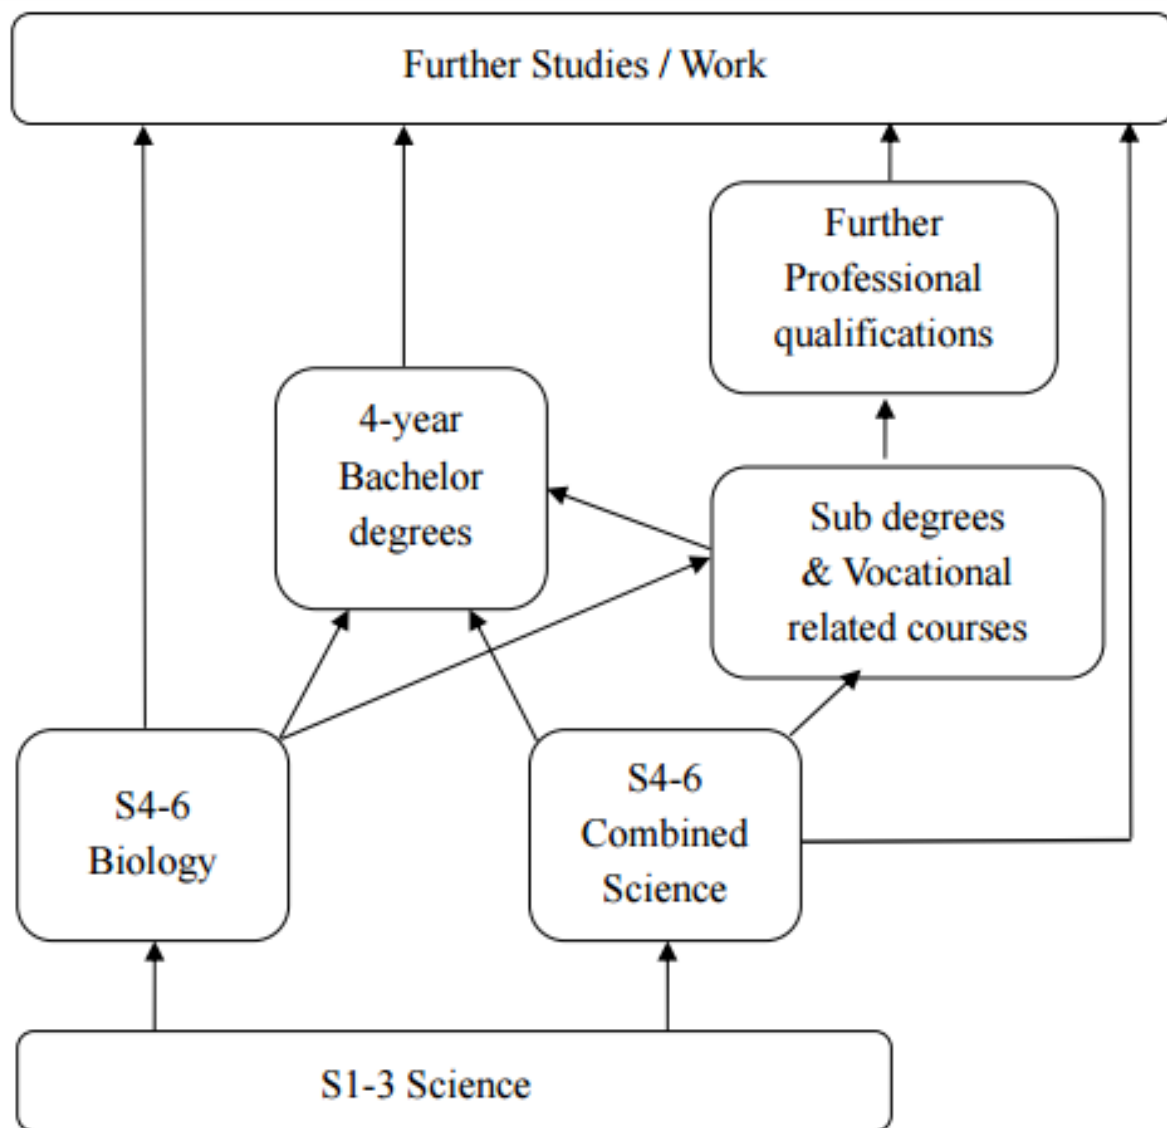 Further Studies / Work
Further
Professional
qualifications
4-year
Bachelor
degrees
Sub degrees
& Vocational
related courses
S4-6
Biology
S4-6
Combined
Science
S1-3 Science